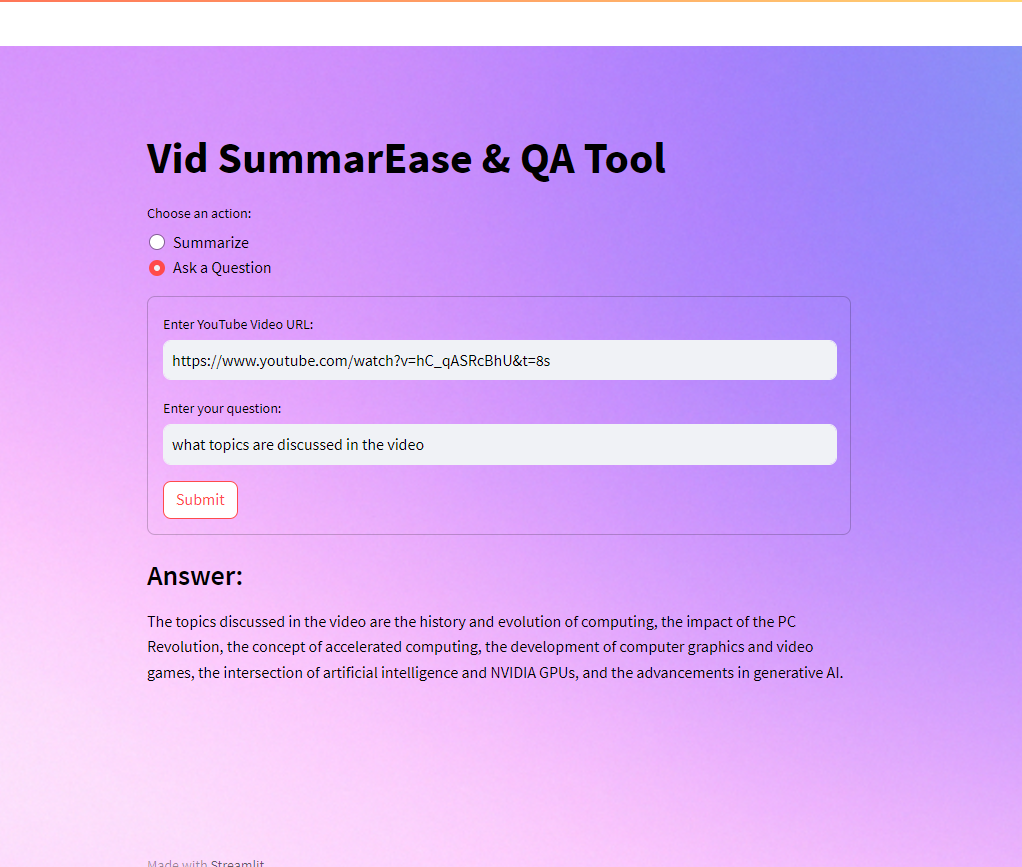 Vid SummarEase & QA Tool
Choose an action:
Summarize
Ask a Question
Enter YouTube Video URL:
https://www.youtube.com/watch?v=hC_qASRcBhU&t=8s
Enter your question:
what topics are discussed in the video
Submit
Answer:
The topics discussed in the video are the history and evolution of computing, the impact of the PC
Revolution, the concept of accelerated computing, the development of computer graphics and video
games, the intersection of artificial intelligence and NVIDIA GPUs, and the advancements in generative AI.
Made with Streamlit